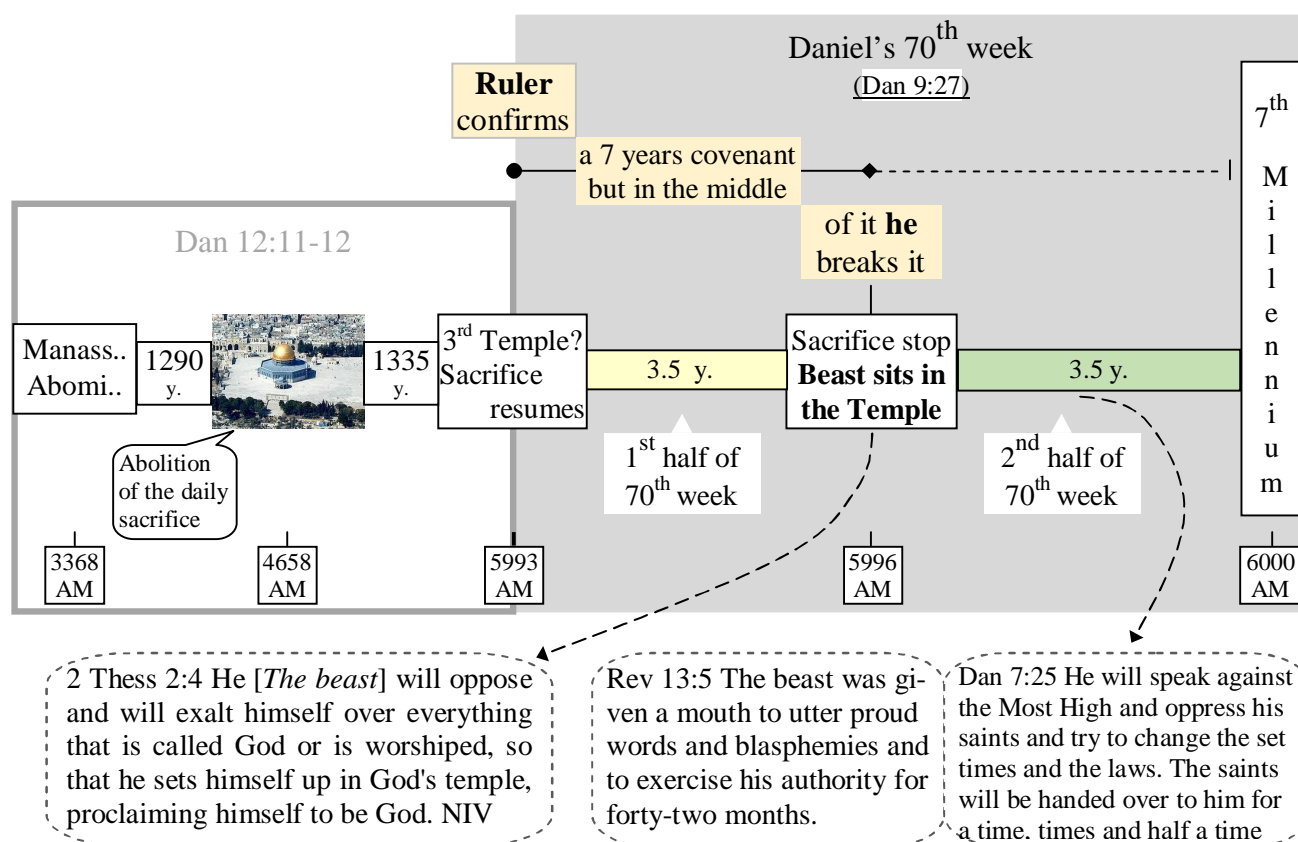 Daniel's 70th week
(Dan 9:27)
Ruler
confirms
a 7 years covenant
but in the middle
of it he
breaks it
7th
M
i
l
l
e
n
n
i
u
m
Dan 12:11-12
Manass..
Abomi..
1290
y.
1335
y.
3rd Temple?
Sacrifice
resumes
3.5 y.
Sacrifice stop
Beast sits in
the Temple
3.5 y.
Abolition
of the daily
sacrifice
1st half of
70th week
2nd half of
70th week
3368
AM
4658
AM
5993
AM
5996
AM
6000
AM
2 Thess 2:4 He [The beast] will oppose
and will exalt himself over everything
that is called God or is worshiped, so
that he sets himself up in God's temple,
proclaiming himself to be God. NIV
Rev 13:5 The beast was gi-
ven a mouth to utter proud
words and blasphemies and
to exercise his authority for
forty-two months.
Dan 7:25 He will speak against
the Most High and oppress his
saints and try to change the set
times and the laws. The saints
will be handed over to him for
a time, times and half a time